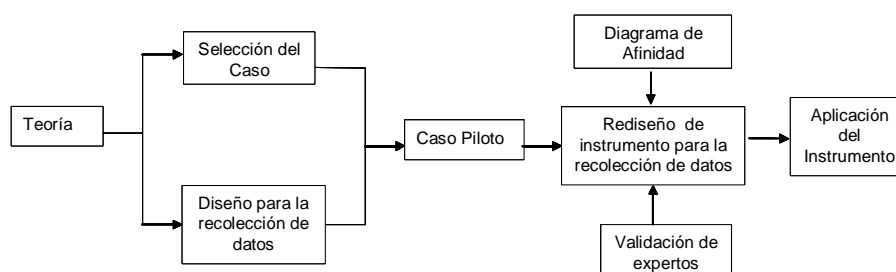 Teoría
Selección del
Caso
Diseño para la
recolección de
datos
Caso Piloto
Diagrama de
Afinidad
Rediseño de
instrumento para la
recolección de datos
Validación de
expertos
Aplicación
del
Instrumento